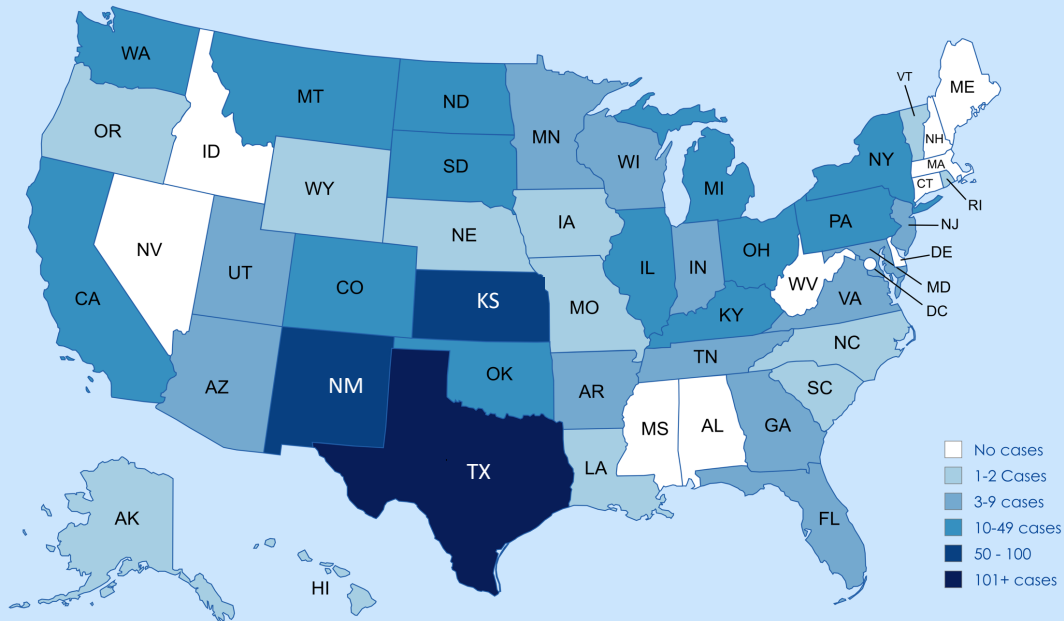 WA
MT
ND
MN
VT
ME
OR
ID
NH
WI
NY
MA
SD
MI
CT
WY
RI
IA
PA
NJ
NE
OH
NV
DE
UT
IL
IN
CO
WV
MD
CA
KS
MO
VA
DC
KY
NC
TN
OK
NM
AZ
AR
SC
MS
AL
GA
TX
LA
No cases
1-2 Cases
3-9 cases
AK
FL
10-49 cases
50 - 100
HI
101+ cases